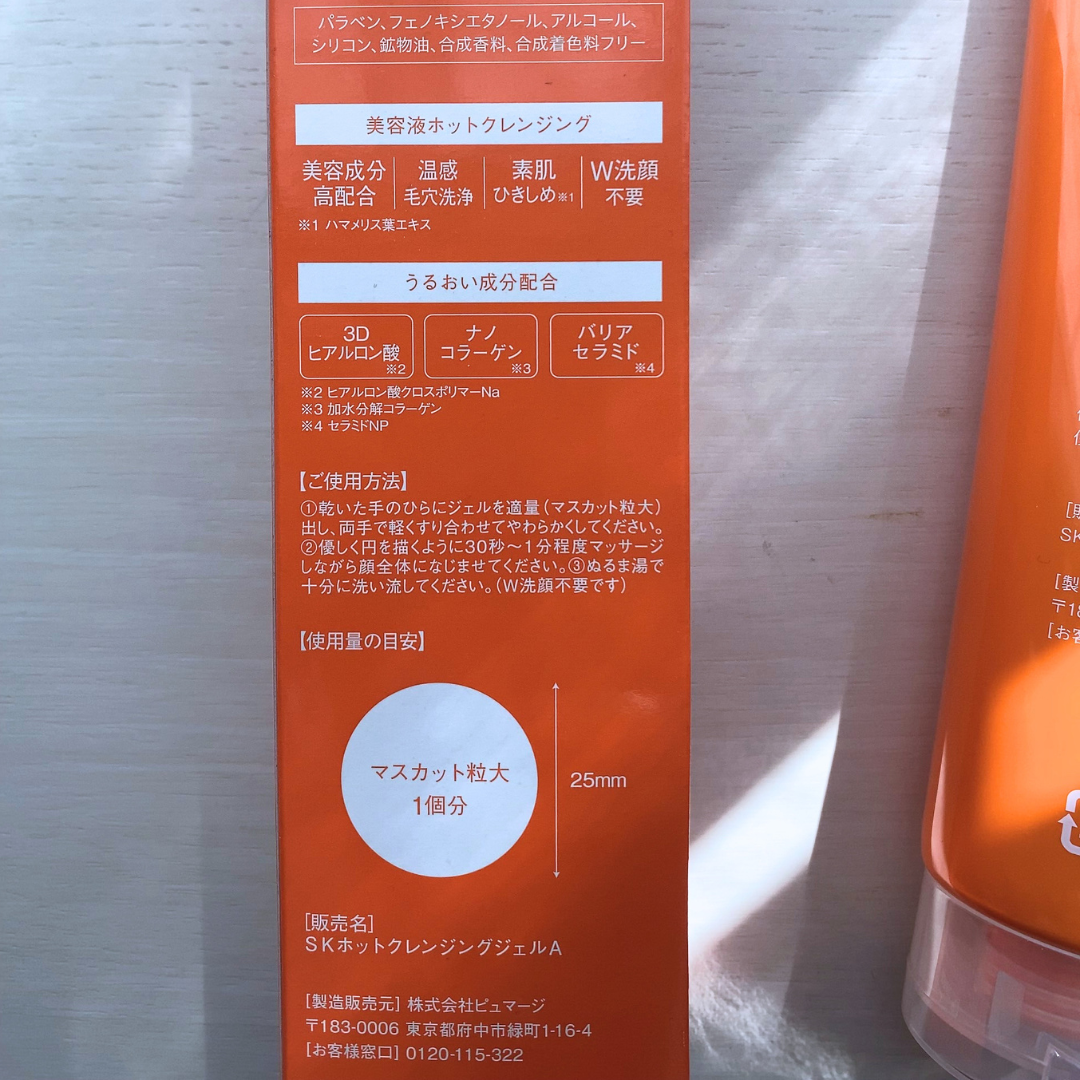 パラベン、フェノキシエタノール、アルコール、
シリコン、鉱物油、合成香料、合成着色料フリー
美容液ホットクレンジング
美容成分
高配合
温感
毛穴洗浄
素肌
ひきしめ※1
W洗顔
不要
※1 ハマメリス葉エキス
うるおい成分配合
3D
ヒアルロン酸
※2
ナノ
コラーゲン
※3
バリア
セラミド
※4
※2 ヒアルロン酸クロスポリマーNa
※3 加水分解コラーゲン
※4 セラミドNP
【ご使用方法】
①乾いた手のひらにジェルを適量(マスカット粒大)
出し、両手で軽くすり合わせてやわらかくしてください。
②優しく円を描くように30秒～1分程度マッサージ
しながら顔全体になじませてください。③ぬるま湯で
十分に洗い流してください。(W洗顔不要です)
【使用量の目安】
マスカット粒大
1個分
25mm
[販売名]
SKホットクレンジングジェルA
[製造販売元] 株式会社ピュマージ
〒183-0006 東京都府中市緑町1-16-4
[お客様窓口] 0120-115-322
SK
[製
〒18
[お客